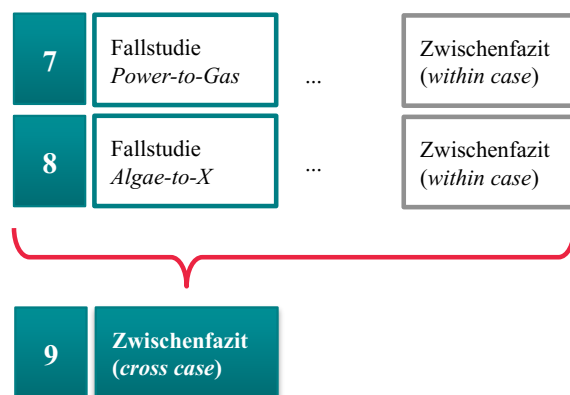 7
Fallstudie
Power-to-Gas
...
Zwischenfazit
(within case)
8
Fallstudie
Algae-to-X
...
Zwischenfazit
(within case)
9
Zwischenfazit
(cross case)